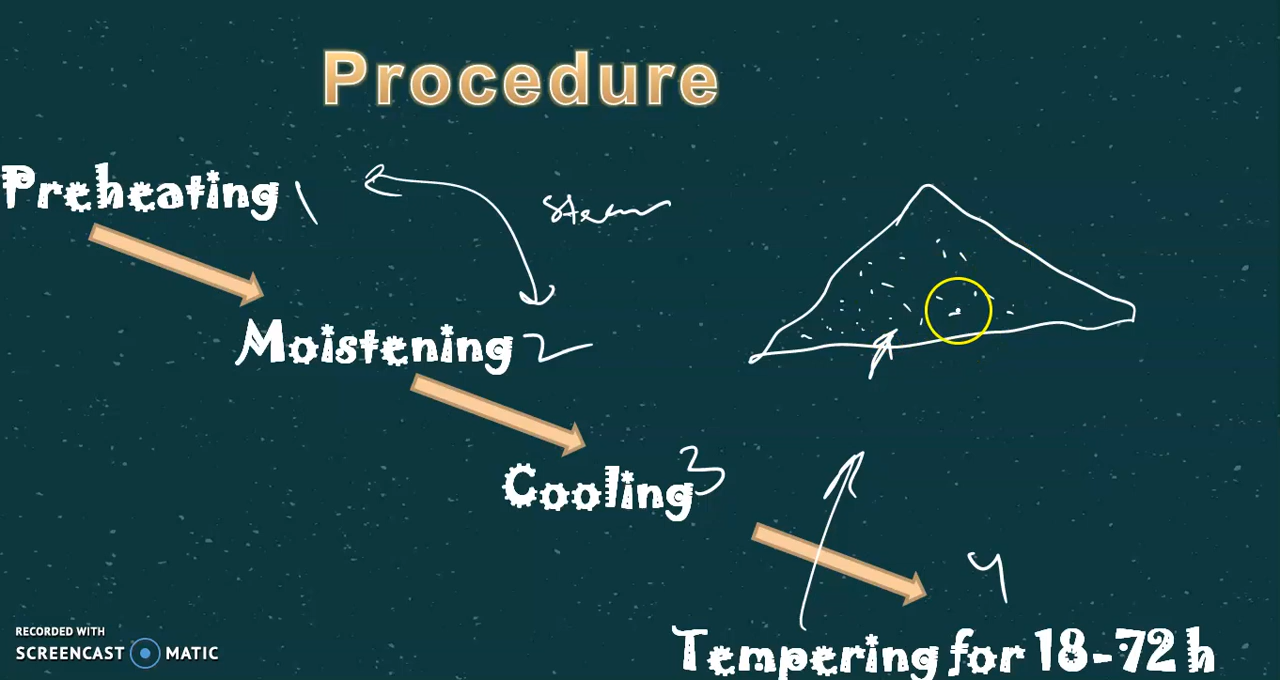 Procedure
Preheating 1
Steam
Moistening 2
Cooling 3
4
Tempering for 18-72 h
RECORDED WITH
SCREENCAST MATIC